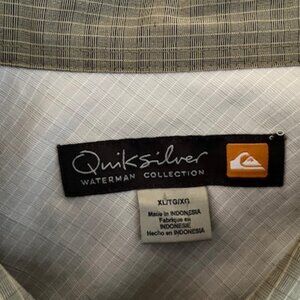 Quiksilver
WATERMAN COLLECTION
XL/TG/XG
Made in INDONESIA
Fabriqué en
INDONESIE
Hecho en INDONESIA